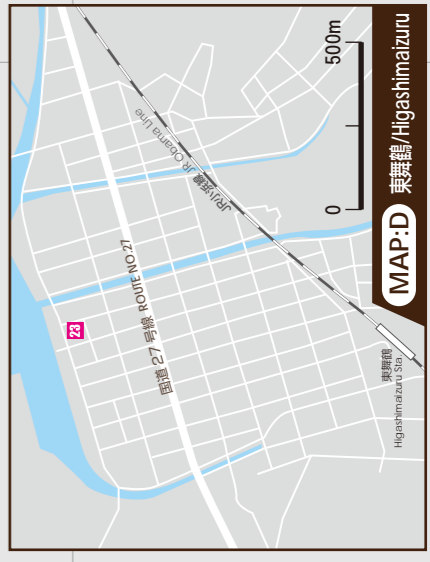 MAP:D 東舞鶴/Higashimaizuru
0 500m
JR小浜線 JR Obama Line
国道27号線 ROUTE NO.27
23
東舞鶴
Higashimaizuru Sta.